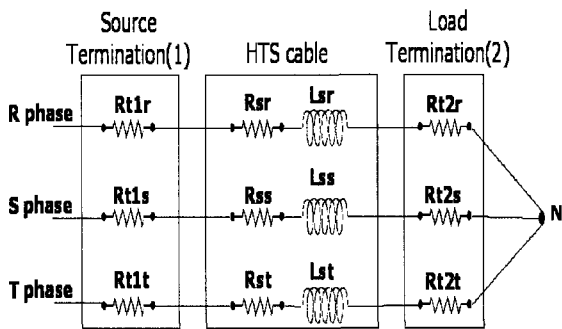 Source
Termination(1)
HTS cable
Load
Termination(2)
R phase
Rt1r
Rsr
Lsr
Rt2r
S phase
Rt1s
Rss
Lss
Rt2s
N
T phase
Rt1t
Rst
Lst
Rt2t